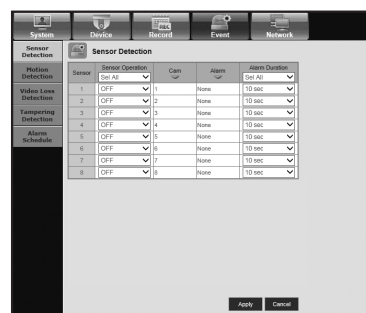 System Device Record Event Network
Sensor Detection
Motion Detection
Video Loss Detection
Tampering Detection
Alarm Schedule
Sensor Detection
Sensor Sensor Operation Cam Alarm Alarm Duration
Sel All Sel All
1 OFF 1 None 10 sec
2 OFF 2 None 10 sec
3 OFF 3 None 10 sec
4 OFF 4 None 10 sec
5 OFF 5 None 10 sec
6 OFF 6 None 10 sec
7 OFF 7 None 10 sec
8 OFF 8 None 10 sec
Apply Cancel